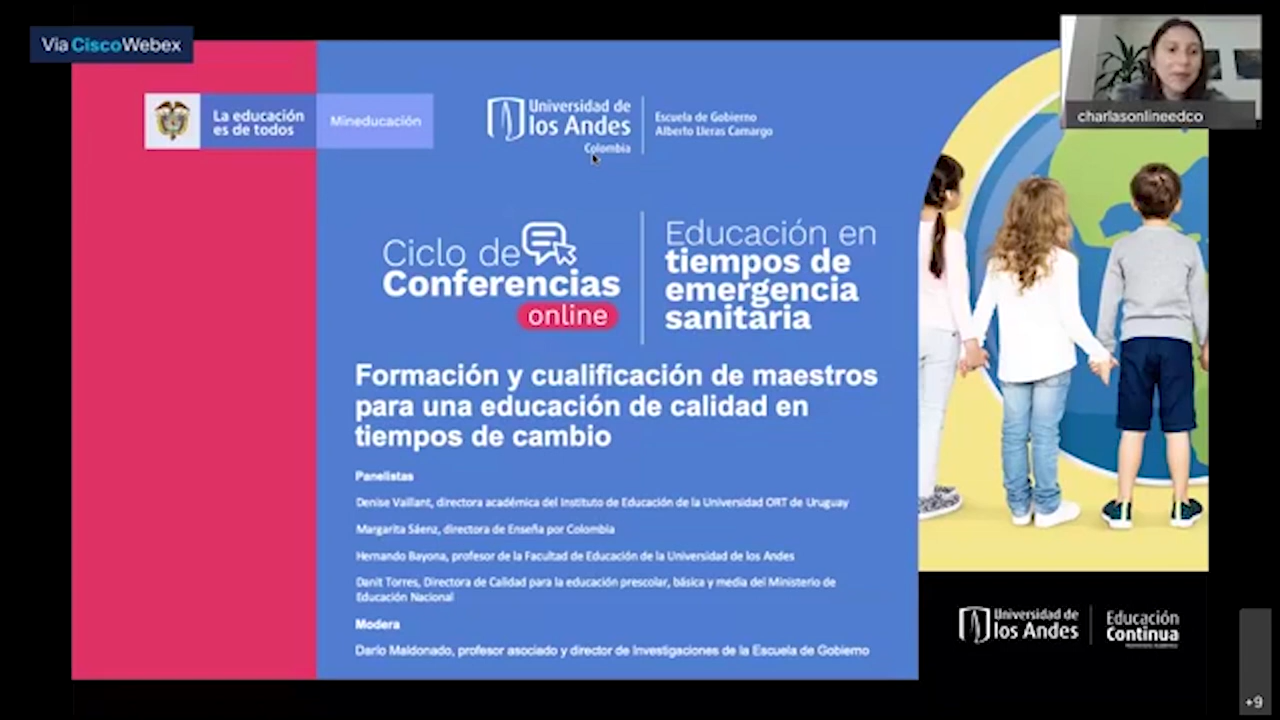 Via CiscoWebex
charlasonlineedco
La educación
es de todos
Mineducación
Universidad de
los Andes
Colombia
Escuela de Gobierno
Alberto Lleras Camargo
Ciclo de
Conferencias
online
Educación en
tiempos de
emergencia
sanitaria
Formación y cualificación de maestros
para una educación de calidad en
tiempos de cambio
Panelistas
Denise Vaillant, directora académica del Instituto de Educación de la Universidad ORT de Uruguay
Margarita Sáenz, directora de Enseña por Colombia
Hernando Bayona, profesor de la Facultad de Educación de la Universidad de los Andes
Danit Torres, Directora de Calidad para la educación prescolar, básica y media del Ministerio de
Educación Nacional
Modera
Darío Maldonado, profesor asociado y director de Investigaciones de la Escuela de Gobierno
Universidad de
los Andes
Educación
Continua
+9